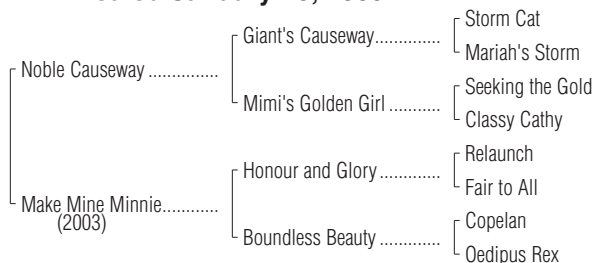 Giant's Causeway
Storm Cat
Mariah's Storm
Noble Causeway
Mimi's Golden Girl
Seeking the Gold
Classy Cathy
Honour and Glory
Relaunch
Fair to All
Make Mine Minnie
(2003)
Boundless Beauty
Copelan
Oedipus Rex